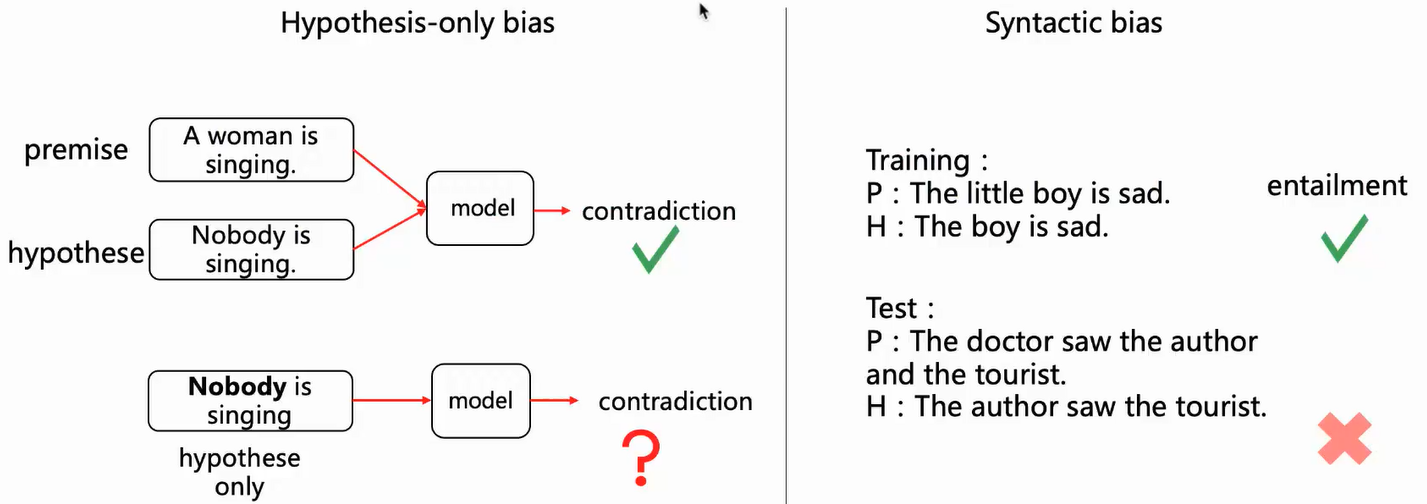 Hypothesis-only bias
premise
A woman is
singing.
hypothese
Nobody is
singing.
model
contradiction
Nobody is
singing
hypothese
only
model
contradiction
?
Syntactic bias
Training :
P : The little boy is sad.
H : The boy is sad.
entailment
Test :
P : The doctor saw the author
and the tourist.
H : The author saw the tourist.